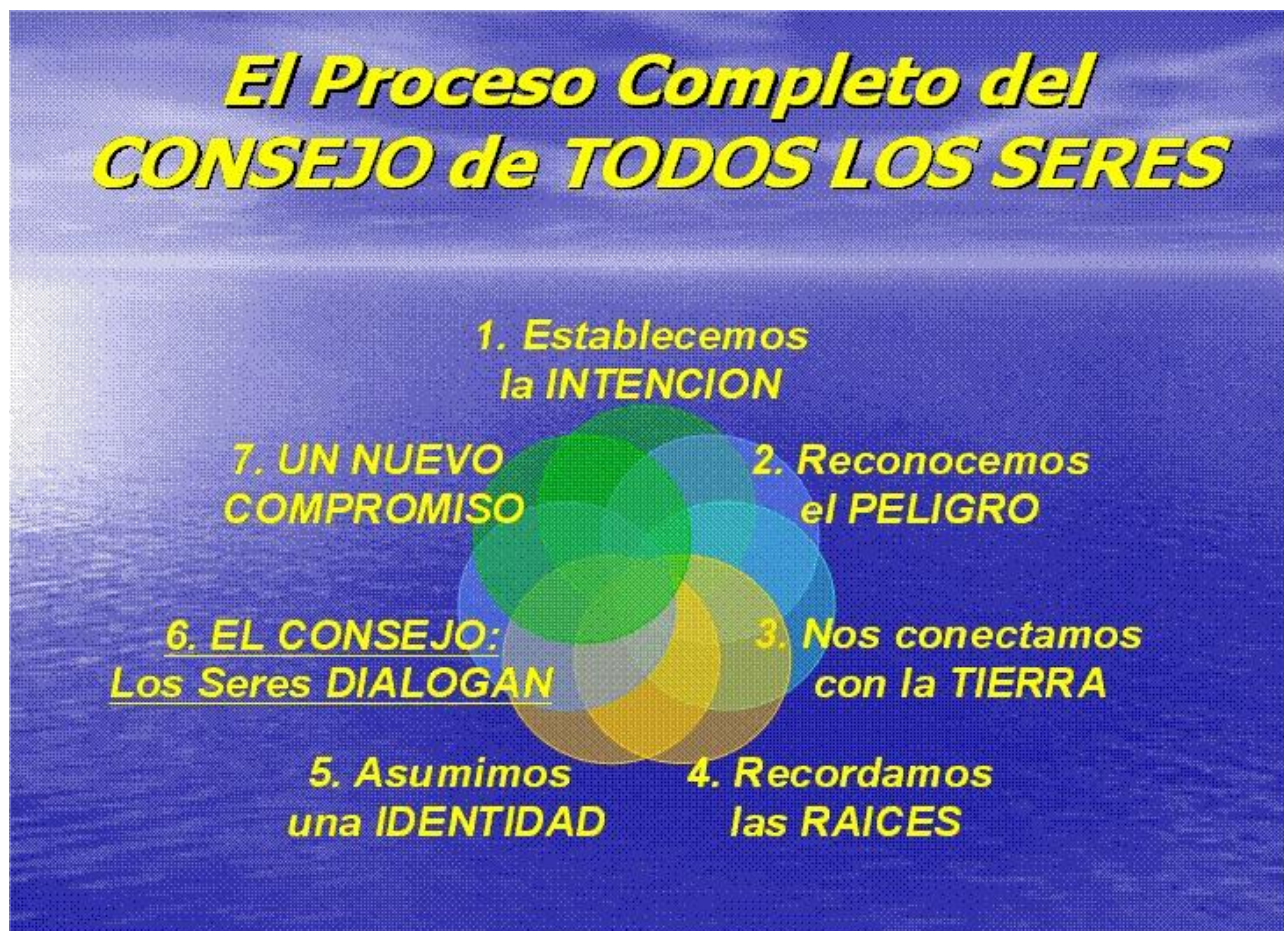 El Proceso Completo del
CONSEJO de TODOS LOS SERES
1. Establecemos
la INTENCION
2. Reconocemos
el PELIGRO
3. Nos conectamos
con la TIERRA
4. Recordamos
las RAICES
5. Asumimos
una IDENTIDAD
6. EL CONSEJO:
Los Seres DIALOGAN
7. UN NUEVO
COMPROMISO